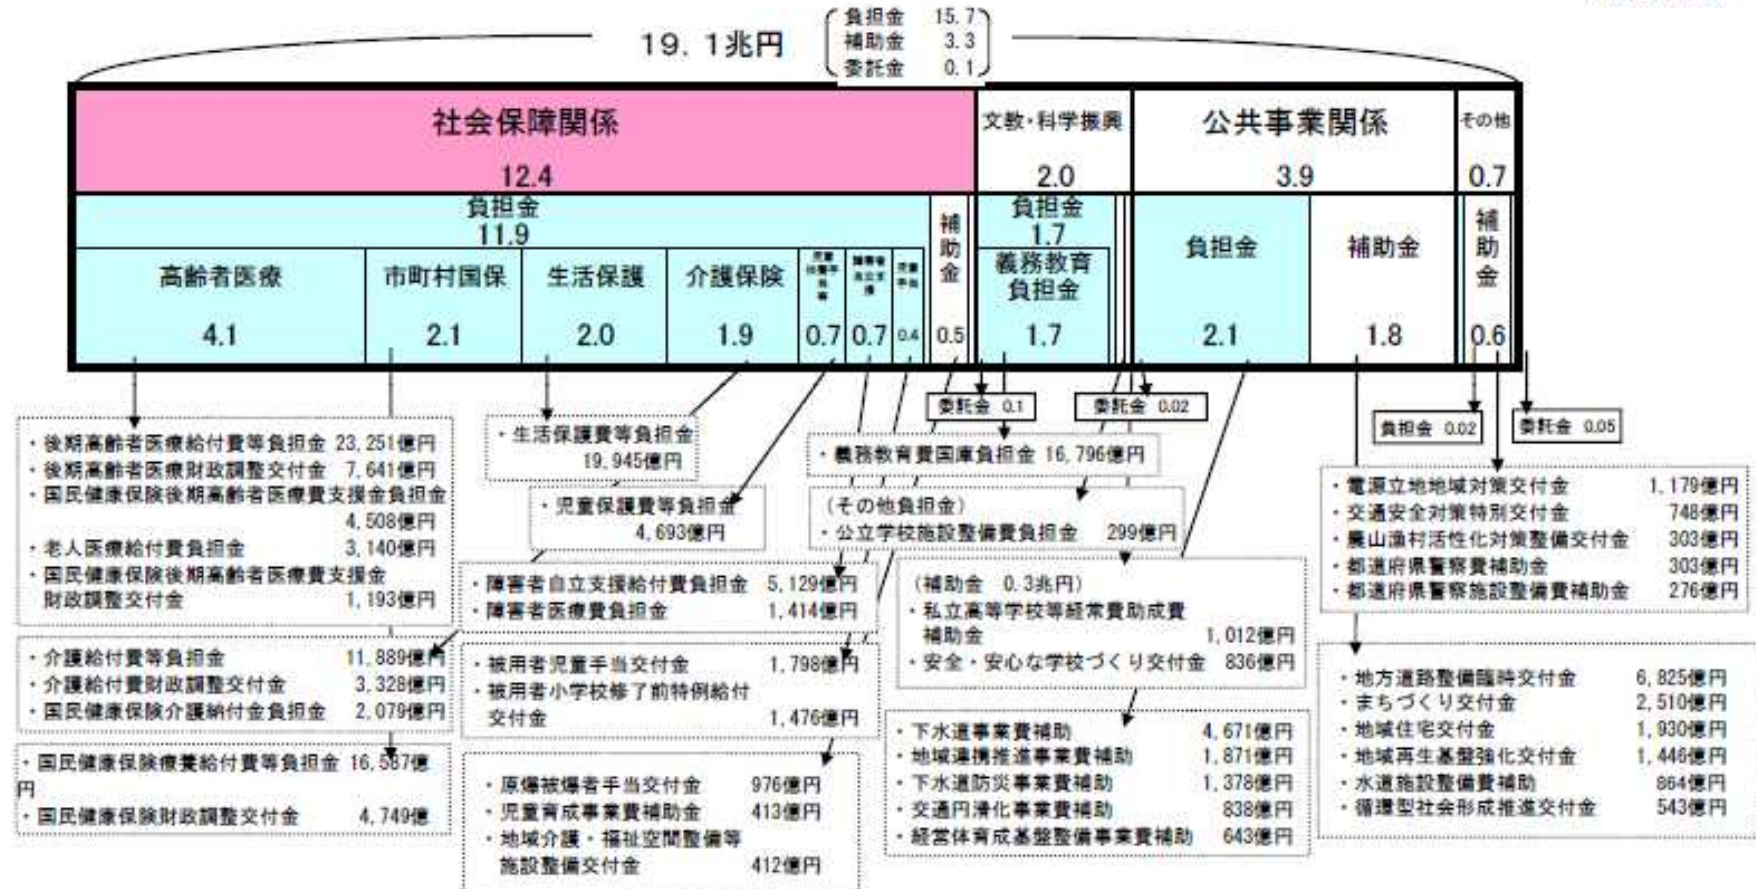 19.1兆円
負担金 15.7
補助金 3.3
委託金 0.1
社会保障関係
12.4
文教・科学振興
2.0
公共事業関係
3.9
その他
0.7
負担金
11.9
高齢者医療
4.1
市町村国保
2.1
生活保護
2.0
介護保険
1.9
0.7
0.7
児童手当
0.4
補助金
0.5
負担金
1.7
義務教育
負担金
1.7
負担金
2.1
補助金
1.8
補助金
0.6
委託金 0.1
委託金 0.02
負担金 0.02
委託金 0.05
・後期高齢者医療給付費等負担金 23,251億円
・後期高齢者医療財政調整交付金 7,641億円
・国民健康保険後期高齢者医療費支援金負担金
4,508億円
・老人医療給付費負担金 3,140億円
・国民健康保険後期高齢者医療費支援金
財政調整交付金 1,193億円
・介護給付費等負担金 11,889億円
・介護給付費財政調整交付金 3,328億円
・国民健康保険介護納付金負担金 2,079億円
・国民健康保険療養給付費等負担金 16,587億
円
・国民健康保険財政調整交付金 4,749億
・生活保護費等負担金
19,945億円
・児童保護費等負担金
4,693億円
・障害者自立支援給付費負担金 5,129億円
・障害者医療費負担金 1,414億円
・被用者児童手当交付金 1,798億円
・被用者小学校修了前特例給付
交付金 1,476億円
・原爆被爆者手当交付金 976億円
・児童育成事業費補助金 413億円
・地域介護・福祉空間整備等
施設整備交付金 412億円
・義務教育費国庫負担金 16,796億円
(その他負担金)
・公立学校施設整備費負担金 299億円
(補助金 0.3兆円)
・私立高等学校等経常費助成費
補助金 1,012億円
・安全・安心な学校づくり交付金 836億円
・下水道事業費補助 4,671億円
・地域連携推進事業費補助 1,871億円
・下水道防災事業費補助 1,378億円
・交通円滑化事業費補助 838億円
・経営体育成基盤整備事業費補助 643億円
・電源立地地域対策交付金 1,179億円
・交通安全対策特別交付金 748億円
・農山漁村活性化対策整備交付金 303億円
・都道府県警察費補助金 303億円
・都道府県警察施設整備費補助金 276億円
・地方道路整備臨時交付金 6,825億円
・まちづくり交付金 2,510億円
・地域住宅交付金 1,930億円
・地域再生基盤強化交付金 1,446億円
・水道施設整備費補助 864億円
・循環型社会形成推進交付金 543億円